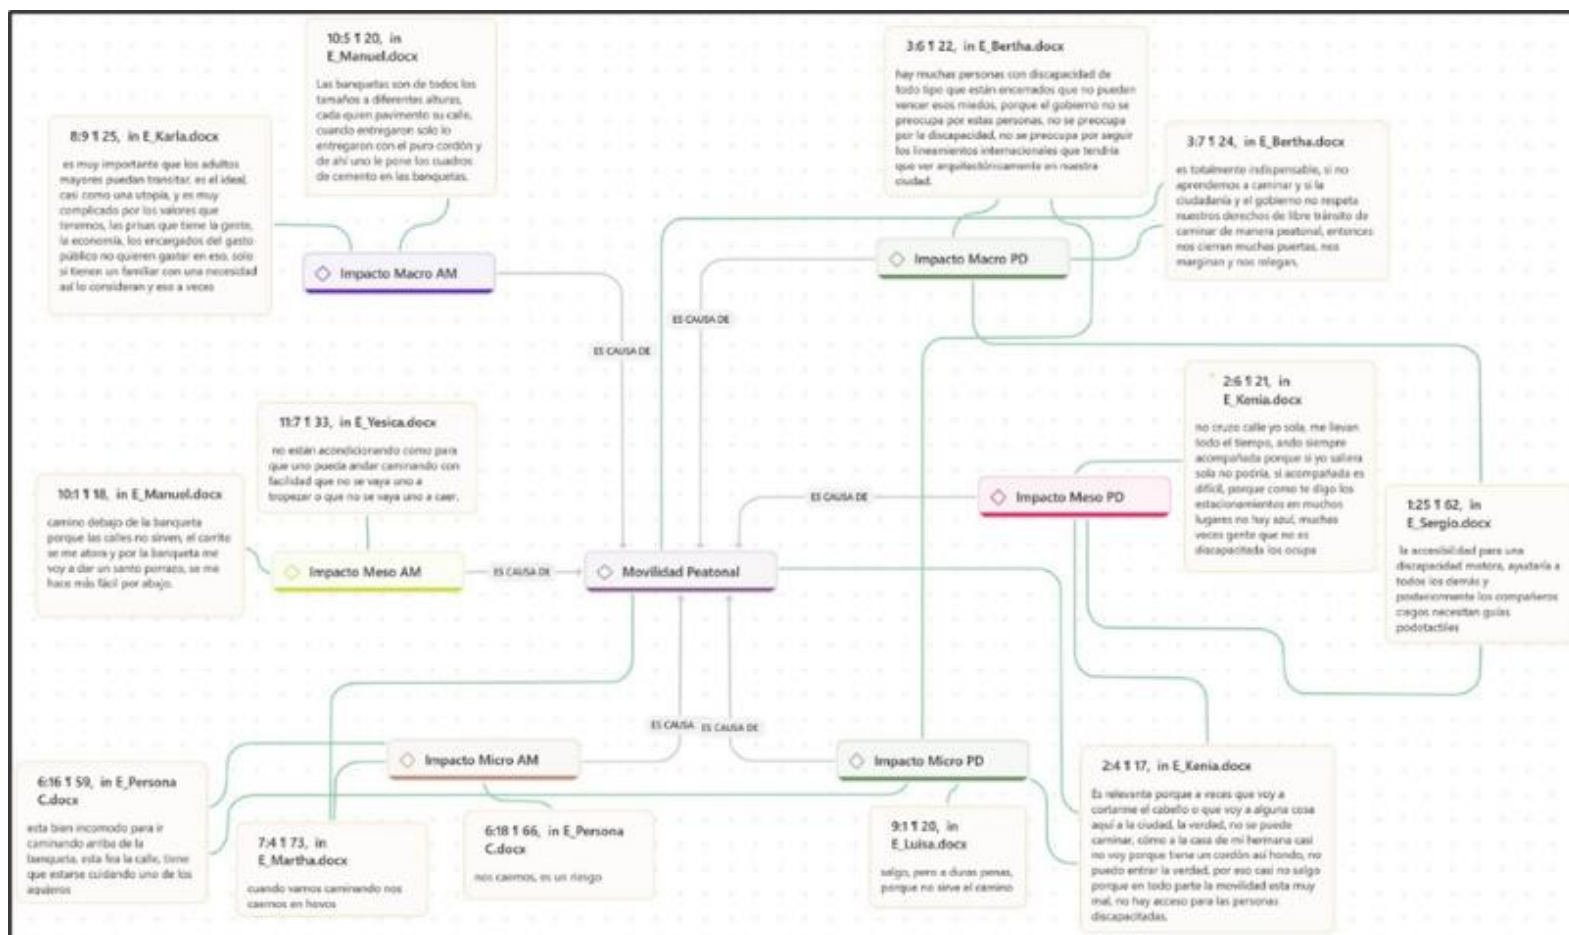 10:5 ¶ 20, in
E_Manuel.docx
Las banquetas son de todos los
tamaños a diferentes alturas,
cada quien pavimento su calle,
cuando entregaron solo lo
entregaron con el puro cordón y
de ahí uno le pone los cuadros
de cemento en las banquetas.
3:6 ¶ 22, in E_Bertha.docx
hay muchas personas con discapacidad de
todo tipo que están encerrados que no pueden
vencer esos miedos, porque el gobierno no se
preocupa por estas personas, no se preocupa
por la discapacidad, no se preocupa por seguir
los lineamientos internacionales que tendría
que ver arquitectónicamente en nuestra
ciudad.
8:9 ¶ 25, in E_Karla.docx
es muy importante que los adultos
mayores puedan transitar, es el ideal,
casi como una utopía, y es muy
complicado por los valores que
tenemos, las prisas que tiene la gente,
la economía, los encargados del gasto
público no quieren gastar en eso, solo
si tienen un familiar con una necesidad
así lo consideran y eso a veces
3:7 ¶ 24, in E_Bertha.docx
es totalmente indispensable, si no
aprendemos a caminar y si la
ciudadanía y el gobierno no respeta
nuestros derechos de libre tránsito de
caminar de manera peatonal, entonces
nos cierran muchas puertas, nos
marginan y nos relegan.
Impacto Macro AM
Impacto Macro PD
ES CAUSA DE
ES CAUSA DE
2:6 ¶ 21, in
E_Kenia.docx
no cruzo calle yo sola, me llevan
todo el tiempo, ando siempre
acompañada porque si yo saliera
sola no podría, si acompañada es
difícil, porque como te digo los
estacionamientos en muchos
lugares no hay azul, muchas
veces gente que no es
discapacitada los ocupa
11:7 ¶ 33, in E_Yesica.docx
no están acondicionando como para
que uno pueda andar caminando con
facilidad que no se vaya uno a
tropezar o que no se vaya uno a caer.
10:1 ¶ 18, in E_Manuel.docx
camino debajo de la banqueta
porque las calles no sirven, el carrito
se me atora y por la banqueta me
voy a dar un santo porrazo, se me
hace más fácil por abajo.
ES CAUSA DE
Impacto Meso PD
1:25 ¶ 62, in
E_Sergio.docx
la accesibilidad para una
discapacidad motora, ayudaría a
todos los demás y
posteriormente los compañeros
ciegos necesitan guías
podotactiles
Impacto Meso AM
ES CAUSA DE
Movilidad Peatonal
ES CAUSA
ES CAUSA DE
Impacto Micro AM
Impacto Micro PD
6:16 ¶ 59, in E_Persona
C.docx
esta bien incomodo para ir
caminando arriba de la
banqueta, esta fea la calle, tiene
que estarse cuidando uno de los
agujeros
7:4 ¶ 73, in
E_Martha.docx
cuando vamos caminando nos
caemos en hoyos
6:18 ¶ 66, in E_Persona
C.docx
nos caemos, es un riesgo
9:1 ¶ 20, in
E_Luisa.docx
salgo, pero a duras penas,
porque no sirve el camino
2:4 ¶ 17, in E_Kenia.docx
Es relevante porque a veces que voy a
cortarme el cabello o que voy a alguna cosa
aquí a la ciudad, la verdad, no se puede
caminar, cómo a la casa de mi hermana casi
no voy porque tiene un cordón así hondo, no
puedo entrar la verdad, por eso casi no salgo
porque en todo parte la movilidad esta muy
mal, no hay acceso para las personas
discapacitadas.